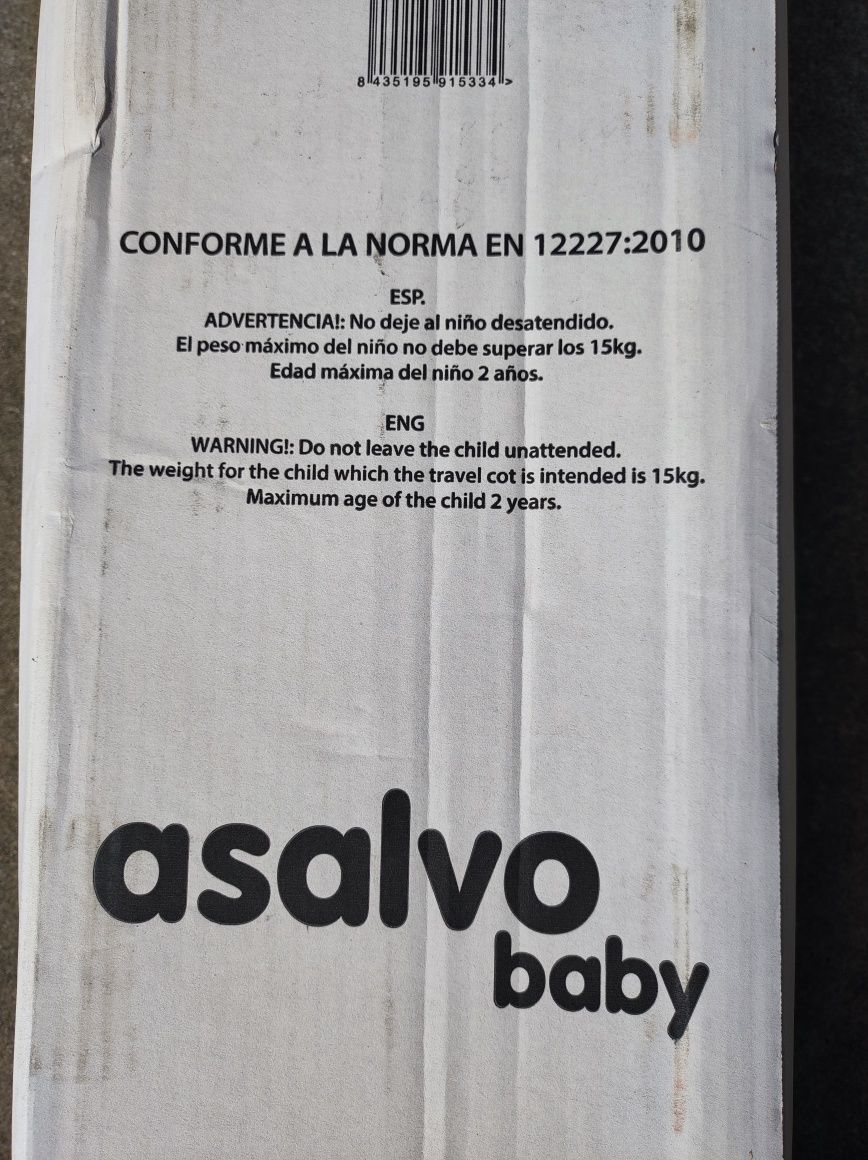 8 435195 915334 >
CONFORME A LA NORMA EN 12227:2010
ESP.
ADVERTENCIA!: No deje al niño desatendido.
El peso máximo del niño no debe superar los 15kg.
Edad máxima del niño 2 años.
ENG
WARNING!: Do not leave the child unattended.
The weight for the child which the travel cot is intended is 15kg.
Maximum age of the child 2 years.
asalvo
baby